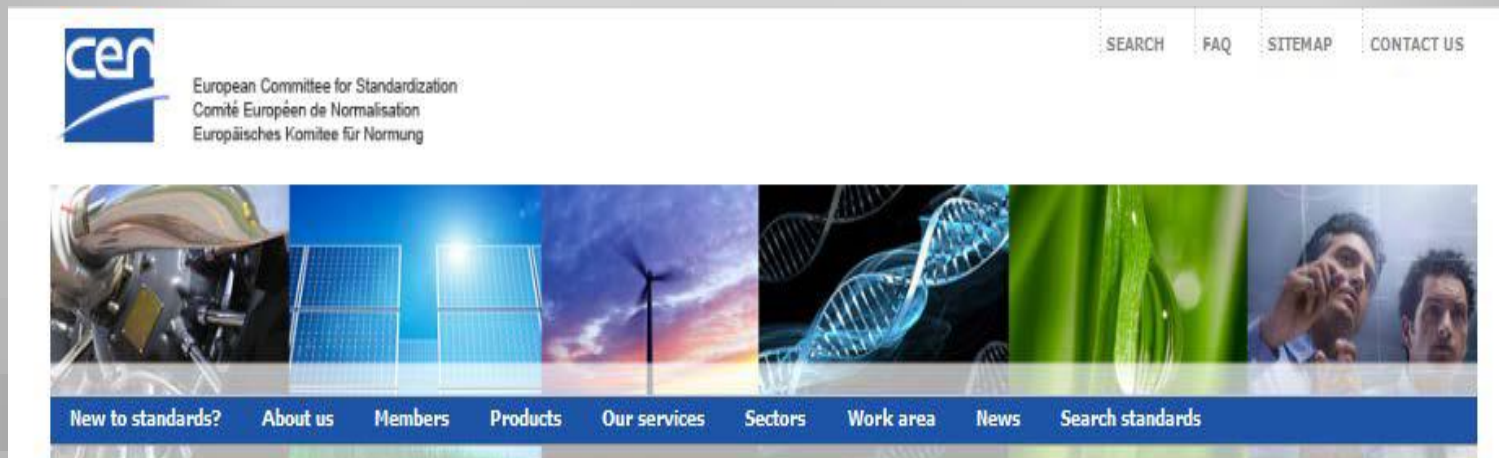 cen
European Committee for Standardization
Comité Européen de Normalisation
Europäisches Komitee für Normung
SEARCH FAQ SITEMAP CONTACT US
New to standards? About us Members Products Our services Sectors Work area News Search standards